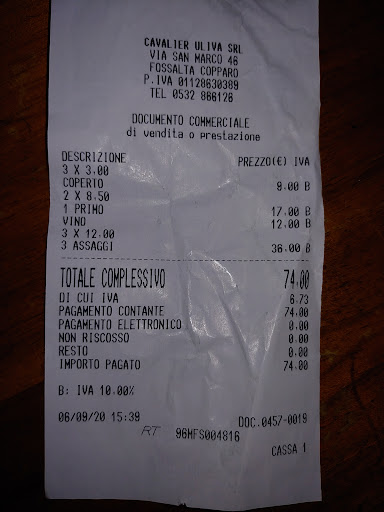 CAVALIER ULIVA SRL
VIA SAN MARCO 46
FOSSALTA COPPARO
P.IVA 01128630389
TEL 0532 866126
DOCUMENTO COMMERCIALE
di vendita o prestazione
DESCRIZIONE PREZZO(€) IVA
3 X 3.00
COPERTO 9.00 B
2 X 8.50
1 PRIMO 17.00 B
VINO 12.00 B
3 X 12.00
3 ASSAGGI 36.00 B
TOTALE COMPLESSIVO 74.00
DI CUI IVA 6.73
PAGAMENTO CONTANTE 74.00
PAGAMENTO ELETTRONICO 0.00
NON RISCOSSO 0.00
RESTO 0.00
IMPORTO PAGATO 74.00
B: IVA 10.00%
06/09/20 15:39 DOC.0457-0019
RT 96MFS004816
CASSA 1